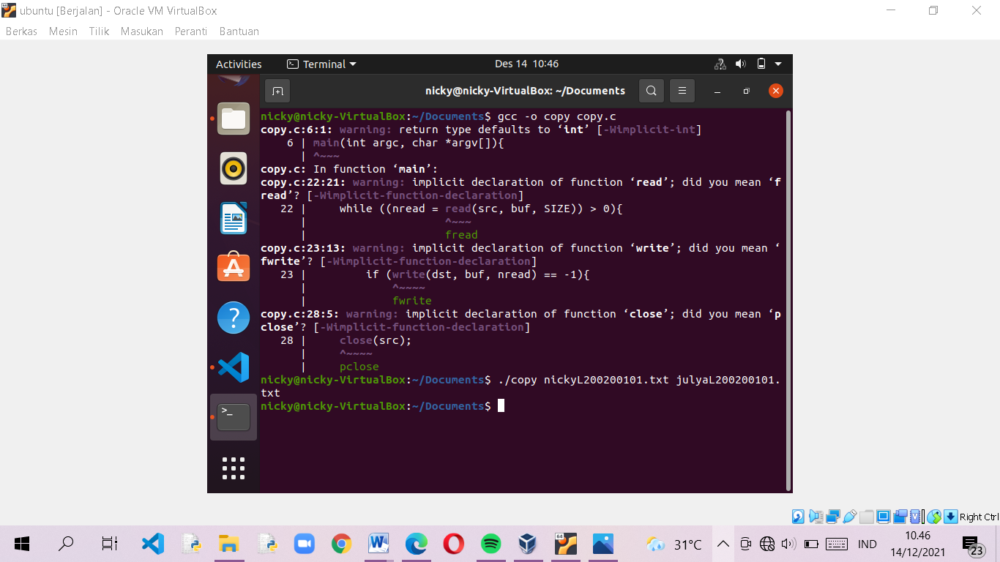 ubuntu [Berjalan] - Oracle VM VirtualBox
Berkas Mesin Tilik Masukan Peranti Bantuan
Activities Terminal Des 14 10:46
nicky@nicky-VirtualBox: ~/Documents
nicky@nicky-VirtualBox:~/Documents$ gcc -o copy copy.c
copy.c:6:1: warning: return type defaults to ‘int’ [-Wimplicit-int]
6 | main(int argc, char *argv[]){
| ^~~~
copy.c: In function ‘main’:
copy.c:22:21: warning: implicit declaration of function ‘read’; did you mean ‘f
read’? [-Wimplicit-function-declaration]
22 | while ((nread = read(src, buf, SIZE)) > 0){
| ^~~~
| fread
copy.c:23:13: warning: implicit declaration of function ‘write’; did you mean ‘
fwrite’? [-Wimplicit-function-declaration]
23 | if (write(dst, buf, nread) == -1){
| ^~~~~
| fwrite
copy.c:28:5: warning: implicit declaration of function ‘close’; did you mean ‘p
close’? [-Wimplicit-function-declaration]
28 | close(src);
| ^~~~~
| pclose
nicky@nicky-VirtualBox:~/Documents$ ./copy nickyL200200101.txt julyaL200200101.
txt
nicky@nicky-VirtualBox:~/Documents$
Right Ctrl
31°C IND 10.46
14/12/2021
23